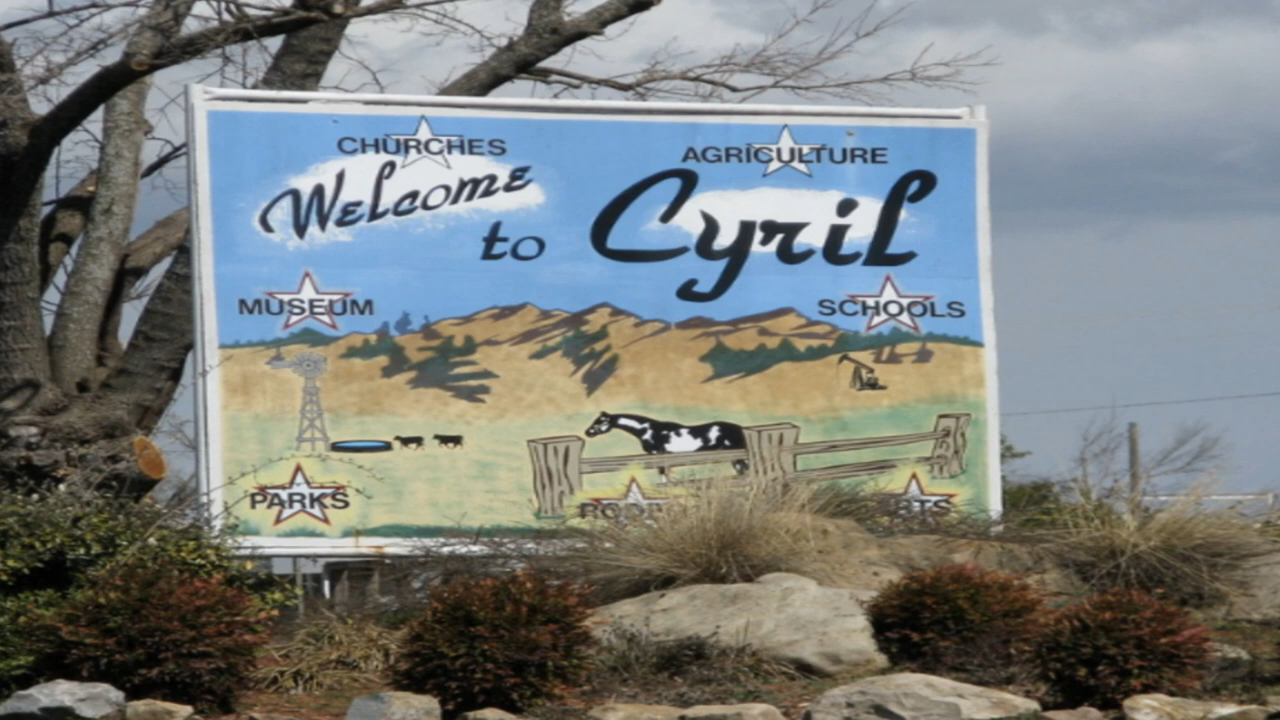 CHURCHES
AGRICULTURE
Welcome
to Cyril
MUSEUM
SCHOOLS
PARKS